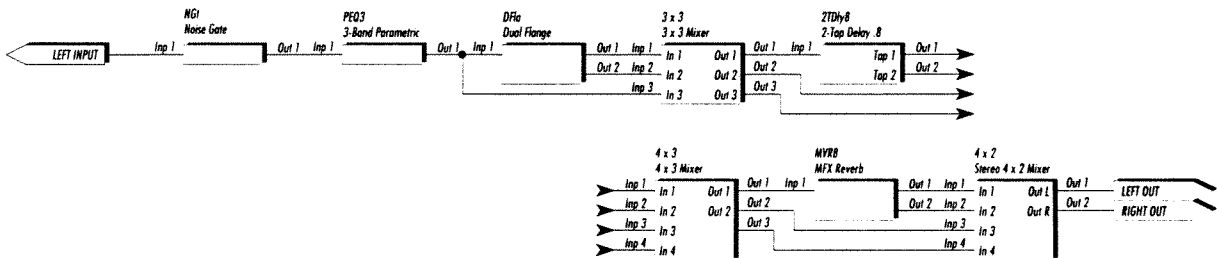 NG1
Noise Gate
PEQ3
3-Band Parametric
DFla
Dual Flange
3 x 3
3 x 3 Mixer
2TDly8
2-Tap Delay .8
LEFT INPUT
Inp 1
Out 1
Inp 1
Out 1
Inp 1
Out 1
Inp 1
In 1
Out 1
Out 1
Inp 1
Tap 1
Out 1
Out 2
Inp 2
In 2
Out 2
Out 2
Tap 2
Out 2
Inp 3
In 3
Out 3
Out 3
4 x 3
4 x 3 Mixer
MVRB
MFX Reverb
4 x 2
Stereo 4 x 2 Mixer
Inp 1
In 1
Out 1
Out 1
Inp 1
Out 1
Inp 1
In 1
Out L
Out 1
LEFT OUT
Inp 2
In 2
Out 2
Out 2
Out 2
Inp 2
In 2
Out R
Out 2
RIGHT OUT
Inp 3
In 3
Out 3
Inp 3
In 3
Inp 4
In 4
Inp 4
In 4